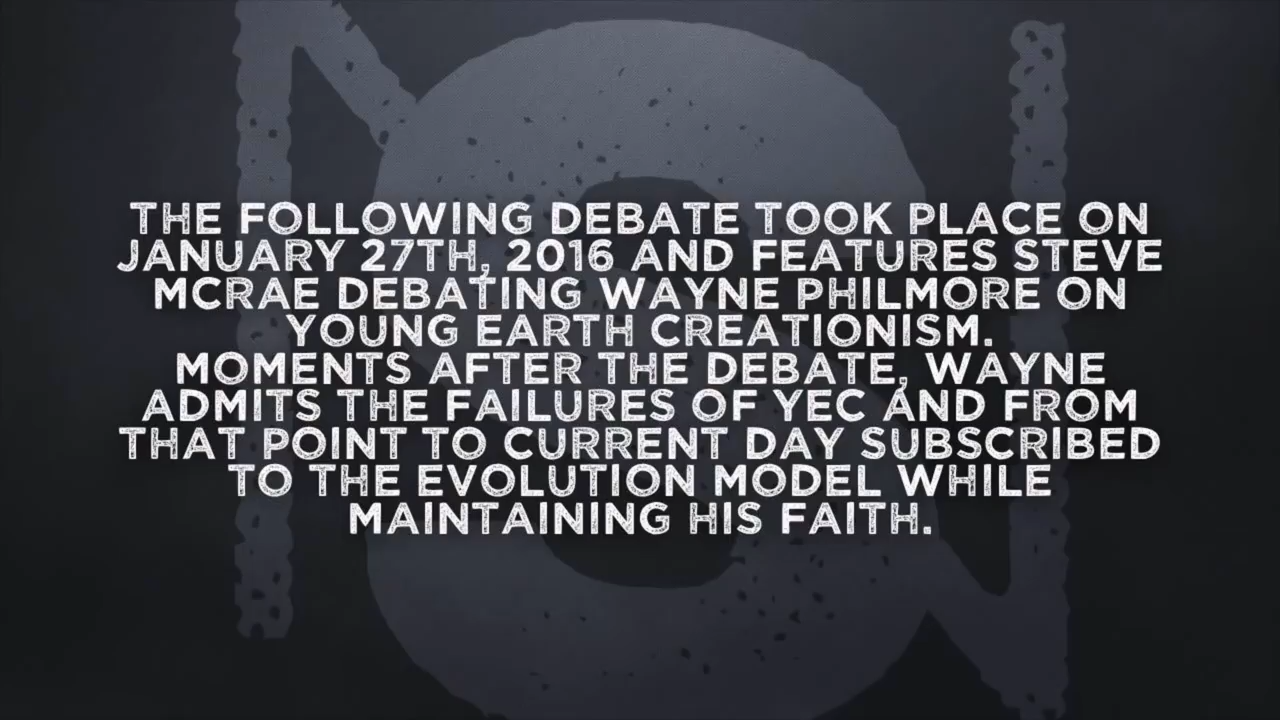 THE FOLLOWING DEBATE TOOK PLACE ON
JANUARY 27TH, 2016 AND FEATURES STEVE
MCRAE DEBATING WAYNE PHILMORE ON
YOUNG EARTH CREATIONISM.
MOMENTS AFTER THE DEBATE, WAYNE
ADMITS THE FAILURES OF YEC AND FROM
THAT POINT TO CURRENT DAY SUBSCRIBED
TO THE EVOLUTION MODEL WHILE
MAINTAINING HIS FAITH.